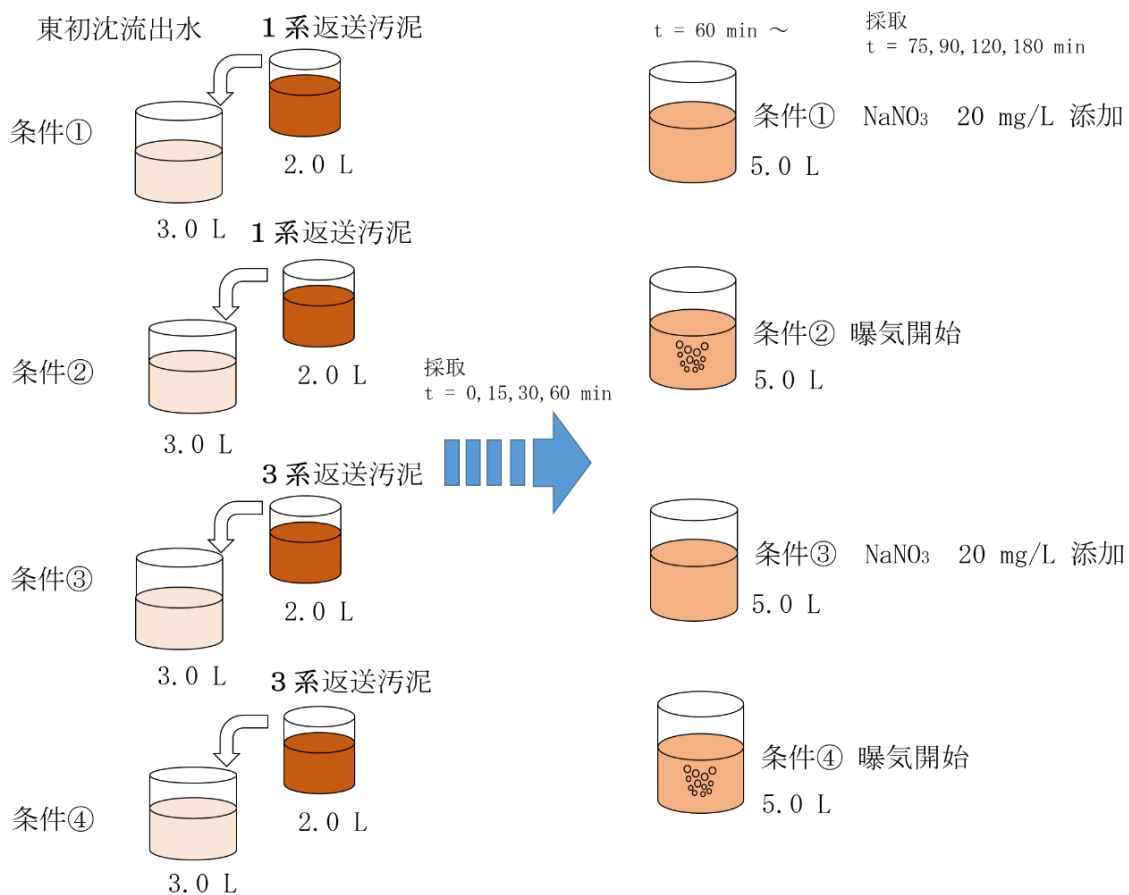 東初沈流出水
1系返送汚泥
条件①
2.0 L
3.0 L
1系返送汚泥
条件②
2.0 L
3.0 L
3系返送汚泥
条件③
2.0 L
3.0 L
3系返送汚泥
条件④
2.0 L
3.0 L
採取
t = 0,15,30,60 min
t = 60 min ～
採取
t = 75,90,120,180 min
条件① NaNO₃ 20 mg/L 添加
5.0 L
条件② 曝気開始
5.0 L
条件③ NaNO₃ 20 mg/L 添加
5.0 L
条件④ 曝気開始
5.0 L